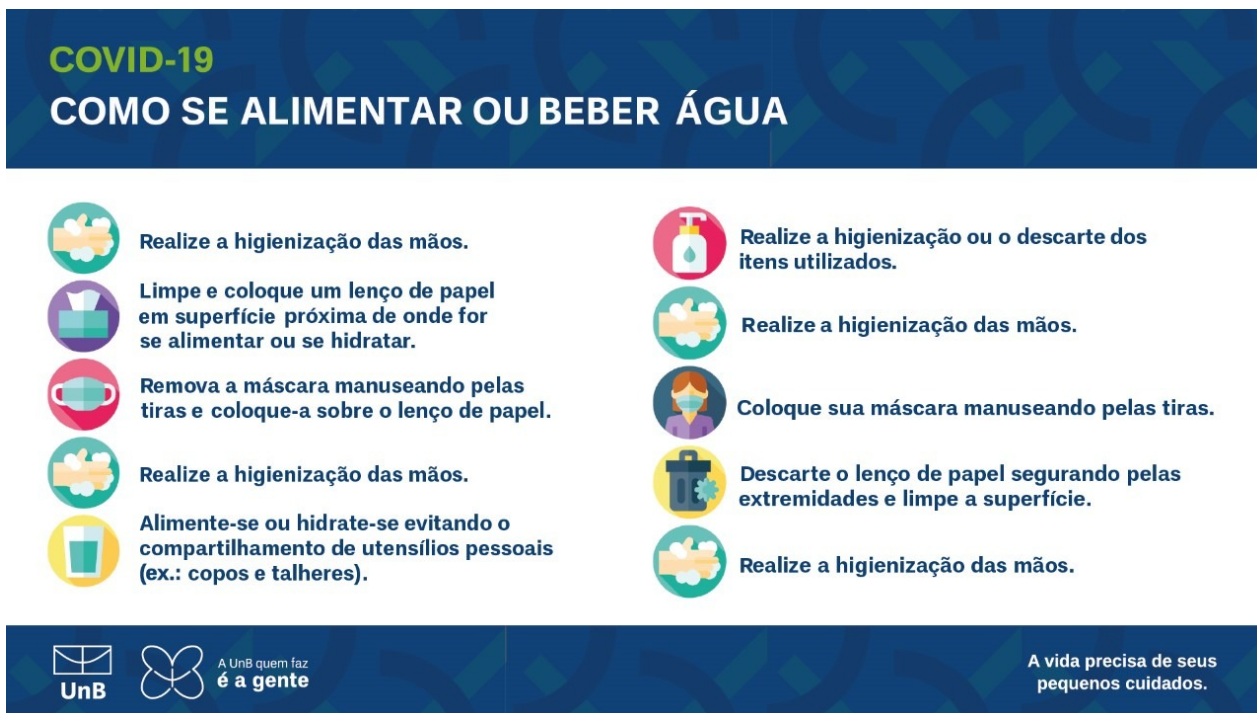 COVID-19
COMO SE ALIMENTAR OU BEBER ÁGUA
Realize a higienização das mãos.
Limpe e coloque um lenço de papel
em superfície próxima de onde for
se alimentar ou se hidratar.
Remova a máscara manuseando pelas
tiras e coloque-a sobre o lenço de papel.
Realize a higienização das mãos.
Alimente-se ou hidrate-se evitando o
compartilhamento de utensílios pessoais
(ex.: copos e talheres).
Realize a higienização ou o descarte dos
itens utilizados.
Realize a higienização das mãos.
Coloque sua máscara manuseando pelas tiras.
Descarte o lenço de papel segurando pelas
extremidades e limpe a superfície.
Realize a higienização das mãos.
UnB
A UnB quem faz
é a gente
A vida precisa de seus
pequenos cuidados.